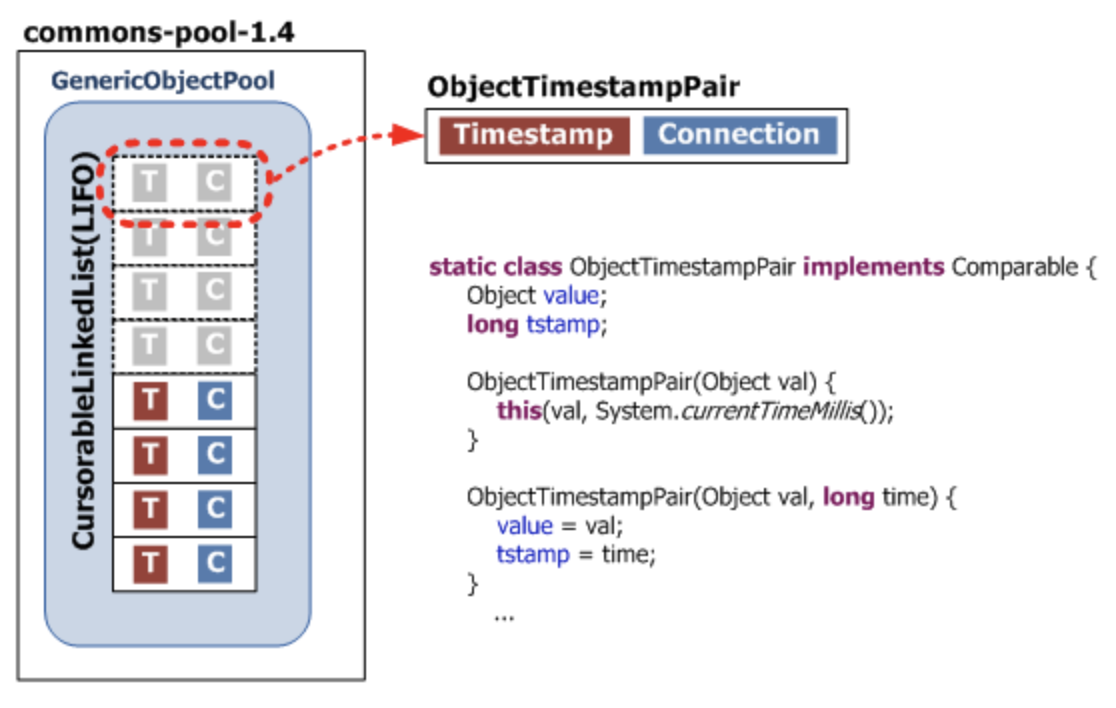 commons-pool-1.4
GenericObjectPool
CursorableLinkedList(LIFO)
T C
T C
T C
T C
T C
T C
T C
T C
ObjectTimestampPair
Timestamp Connection
static class ObjectTimestampPair implements Comparable {
Object value;
long tstamp;
ObjectTimestampPair(Object val) {
this(val, System.currentTimeMillis());
}
ObjectTimestampPair(Object val, long time) {
value = val;
tstamp = time;
}
...